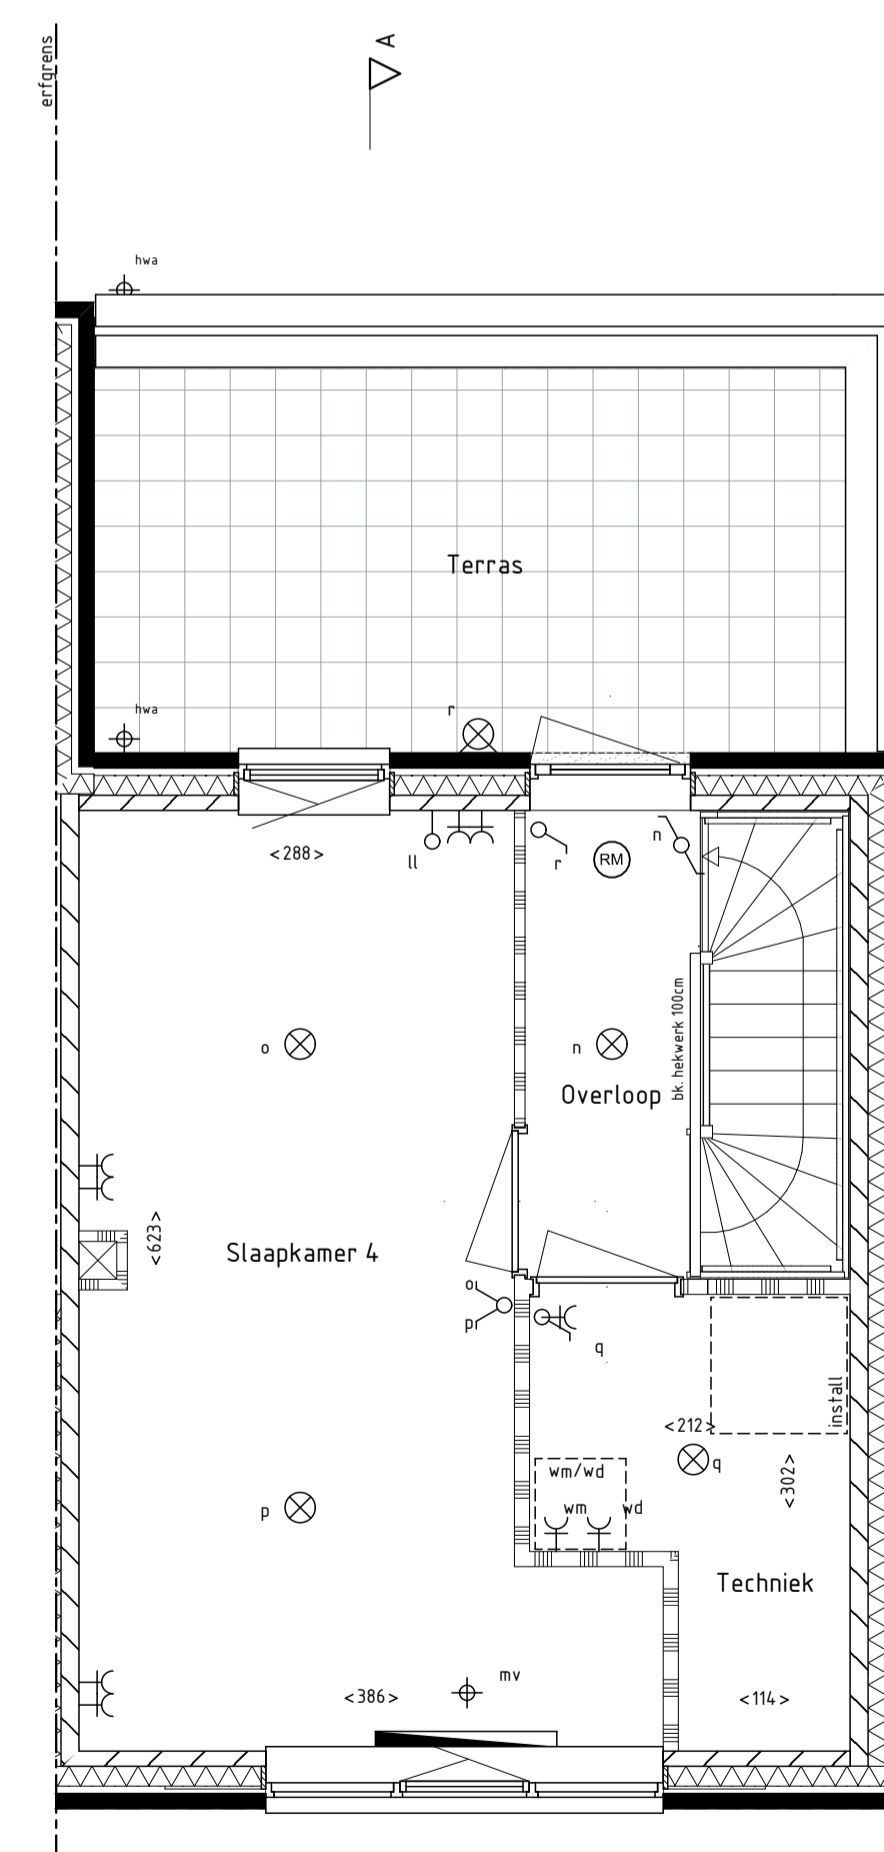 A
erfgrens
hwa
Terras
hwa
r
<288>
ll
r
RM
n
o
n
bk. hekwerk 100cm
Overloop
<623>
Slaapkamer 4
o
p
q
install
<212>
q
<302>
wm/wd
wm
wd
p
Techniek
mv
<386>
<114>